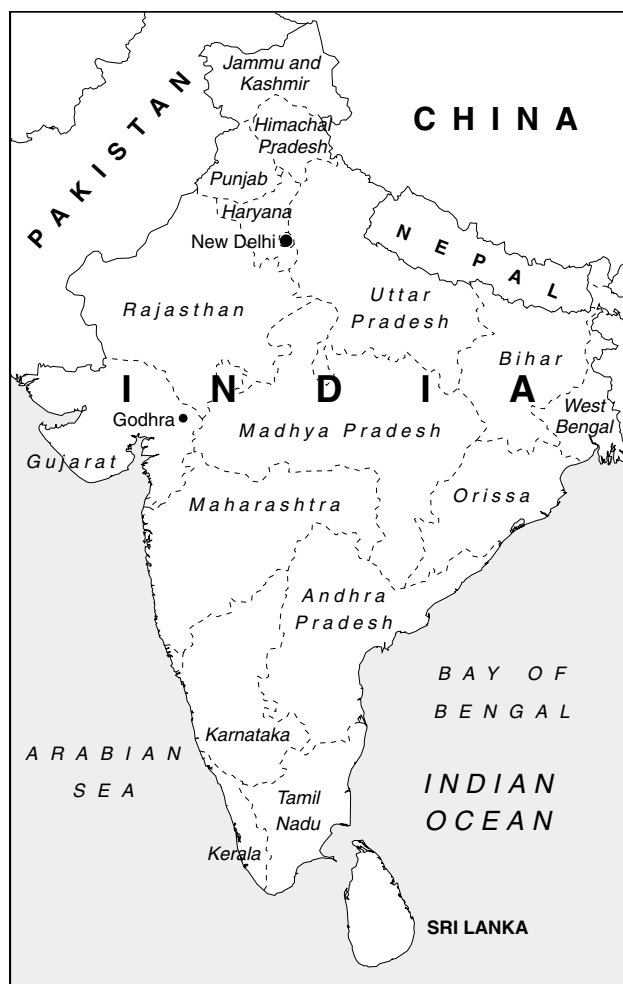 Jammu and
Kashmir
CHINA
Himachal
Pradesh
PAKISTAN
Punjab
Haryana
New Delhi
NEPAL
Rajasthan
Uttar
Pradesh
Bihar
INDIA
West
Bengal
Godhra
Madhya Pradesh
Gujarat
Maharashtra
Orissa
Andhra
Pradesh
BAY OF
BENGAL
Karnataka
ARABIAN
SEA
INDIAN
OCEAN
Tamil
Nadu
Kerala
SRI LANKA